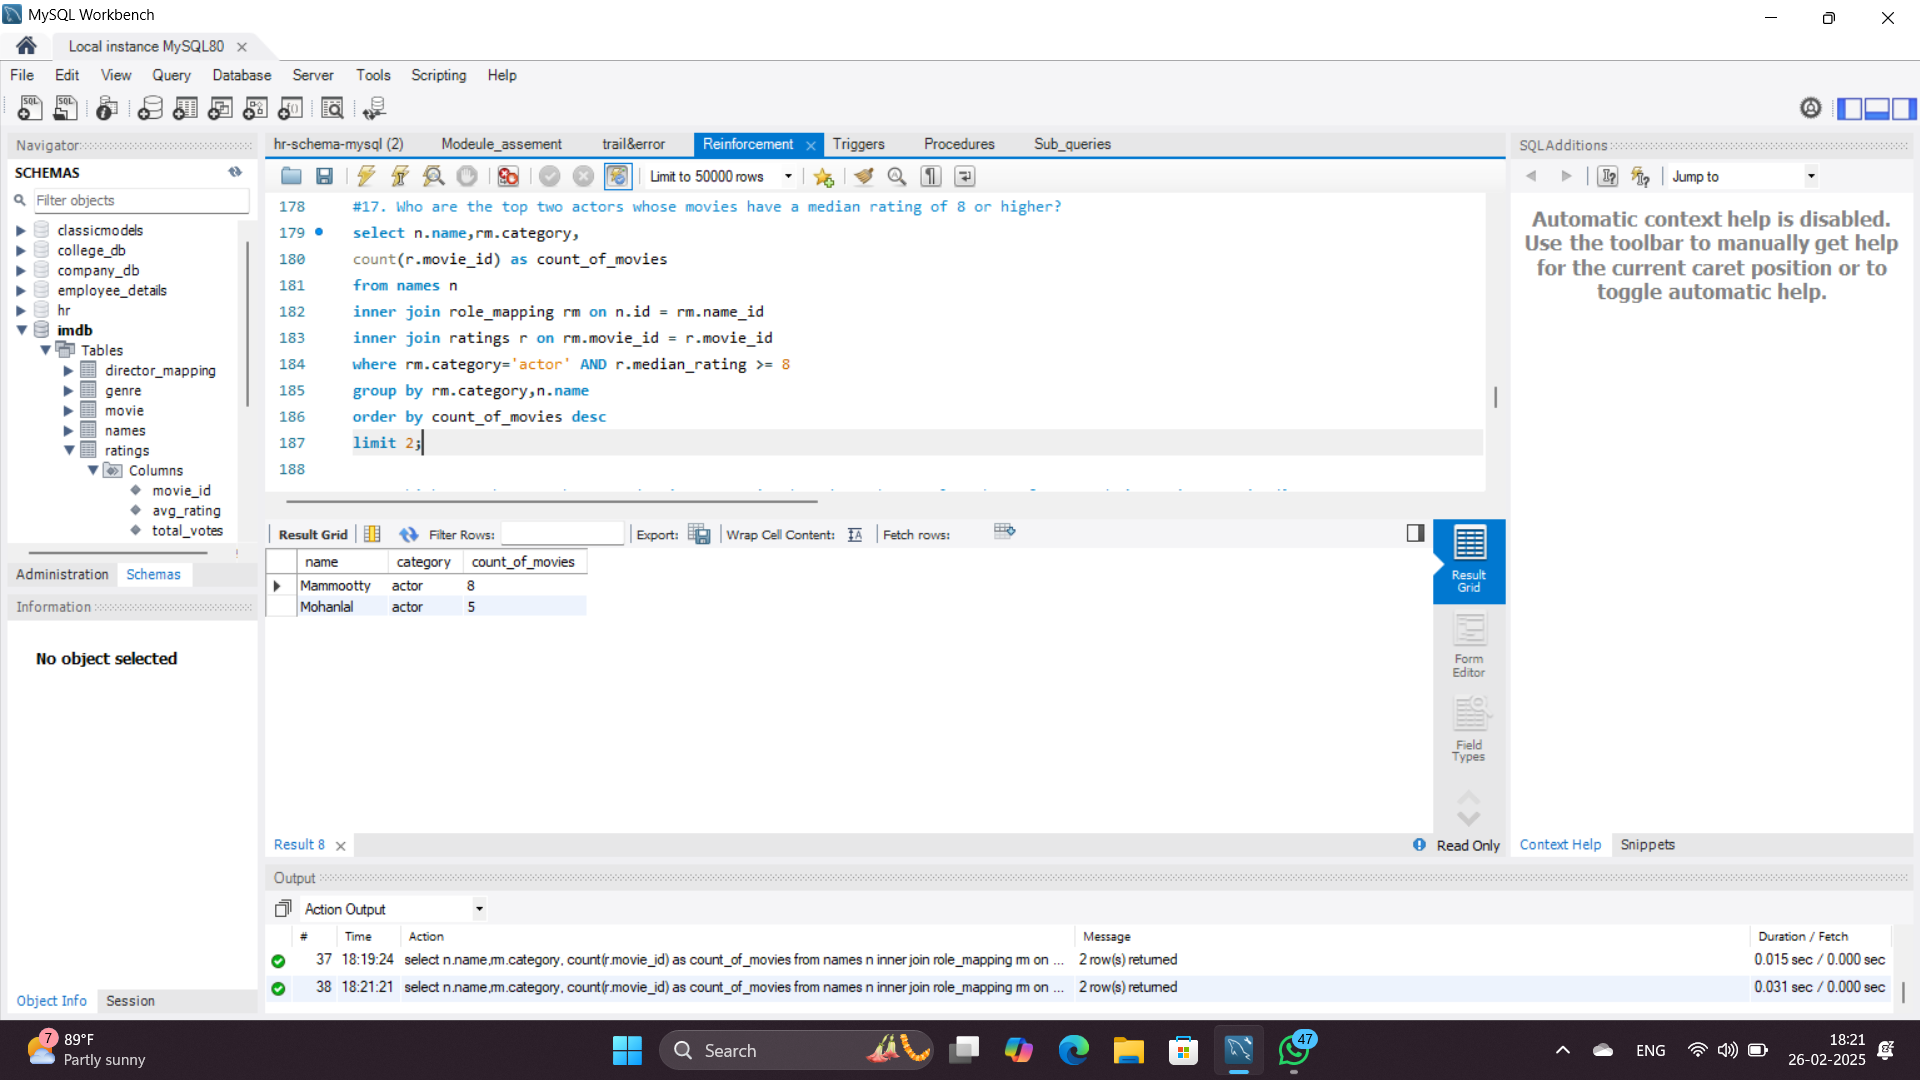 MySQL Workbench
Local instance MySQL80
File Edit View Query Database Server Tools Scripting Help
Navigator
SCHEMAS
Filter objects
classicmodels
college_db
company_db
employee_details
hr
imdb
Tables
director_mapping
genre
movie
names
ratings
Columns
movie_id
avg_rating
total_votes
Administration Schemas
Information
No object selected
Object Info Session
hr-schema-mysql (2) Modeule_assement trail&error Reinforcement Triggers Procedures Sub_queries
Limit to 50000 rows
178 #17. Who are the top two actors whose movies have a median rating of 8 or higher?
179 select n.name,rm.category,
180 count(r.movie_id) as count_of_movies
181 from names n
182 inner join role_mapping rm on n.id = rm.name_id
183 inner join ratings r on rm.movie_id = r.movie_id
184 where rm.category='actor' AND r.median_rating >= 8
185 group by rm.category,n.name
186 order by count_of_movies desc
187 limit 2;
188
Result Grid Filter Rows: Export: Wrap Cell Content: Fetch rows:
name category count_of_movies
Mammootty actor 8
Mohanlal actor 5
Result Grid
Form Editor
Field Types
Result 8
Read Only
SQLAdditions
Jump to
Automatic context help is disabled.
Use the toolbar to manually get help
for the current caret position or to
toggle automatic help.
Context Help Snippets
Output
Action Output
# Time Action Message Duration / Fetch
37 18:19:24 select n.name,rm.category, count(r.movie_id) as count_of_movies from names n inner join role_mapping rm on ... 2 row(s) returned 0.015 sec / 0.000 sec
38 18:21:21 select n.name,rm.category, count(r.movie_id) as count_of_movies from names n inner join role_mapping rm on ... 2 row(s) returned 0.031 sec / 0.000 sec
7
89°F
Partly sunny
Search
47
ENG
18:21
26-02-2025